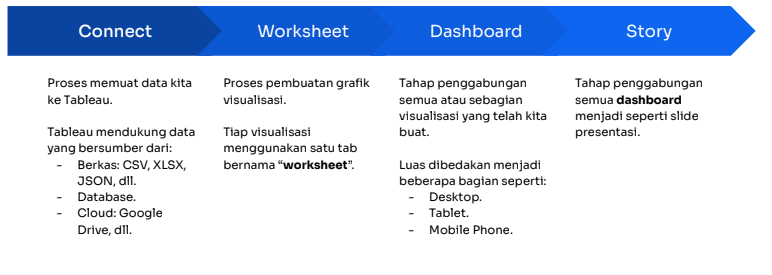 Connect
Worksheet
Dashboard
Story
Proses memuat data kita
ke Tableau.
Tableau mendukung data
yang bersumber dari:
- Berkas: CSV, XLSX,
JSON, dll.
- Database.
- Cloud: Google
Drive, dll.
Proses pembuatan grafik
visualisasi.
Tiap visualisasi
menggunakan satu tab
bernama “worksheet”.
Tahap penggabungan
semua atau sebagian
visualisasi yang telah kita
buat.
Luas dibedakan menjadi
beberapa bagian seperti:
- Desktop.
- Tablet.
- Mobile Phone.
Tahap penggabungan
semua dashboard
menjadi seperti slide
presentasi.